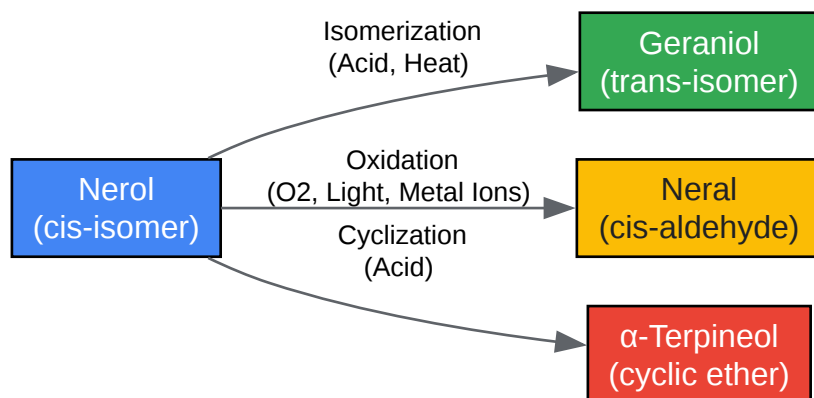 Isomerization
(Acid, Heat)
Geraniol
(trans-isomer)
Nerol
(cis-isomer)
Oxidation
(O2, Light, Metal Ions)
Neral
(cis-aldehyde)
Cyclization
(Acid)
α-Terpineol
(cyclic ether)